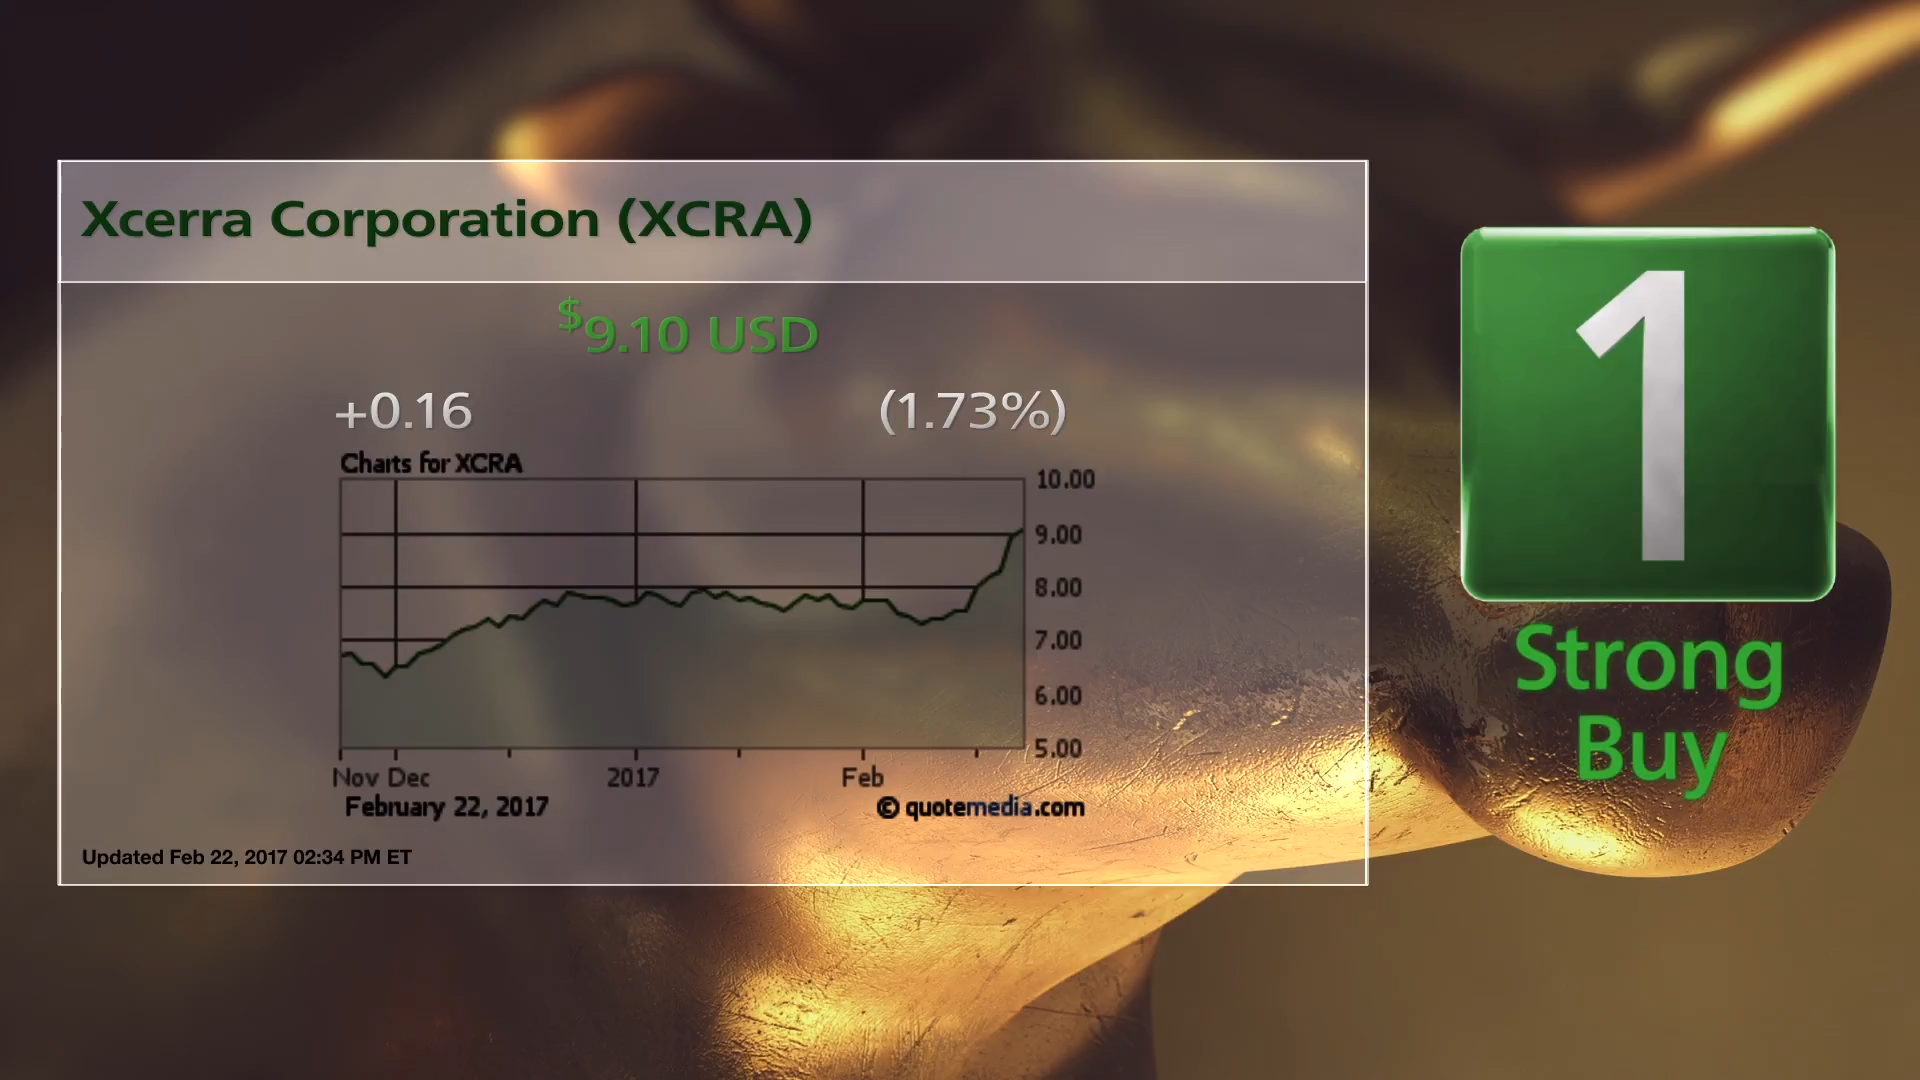 Xcerra Corporation (XCRA)
$9.10 USD
+0.16 (1.73%)
Charts for XCRA
10.00
9.00
8.00
7.00
6.00
5.00
Nov Dec 2017 Feb
February 22, 2017 © quotemedia.com
Updated Feb 22, 2017 02:34 PM ET
1
Strong
Buy